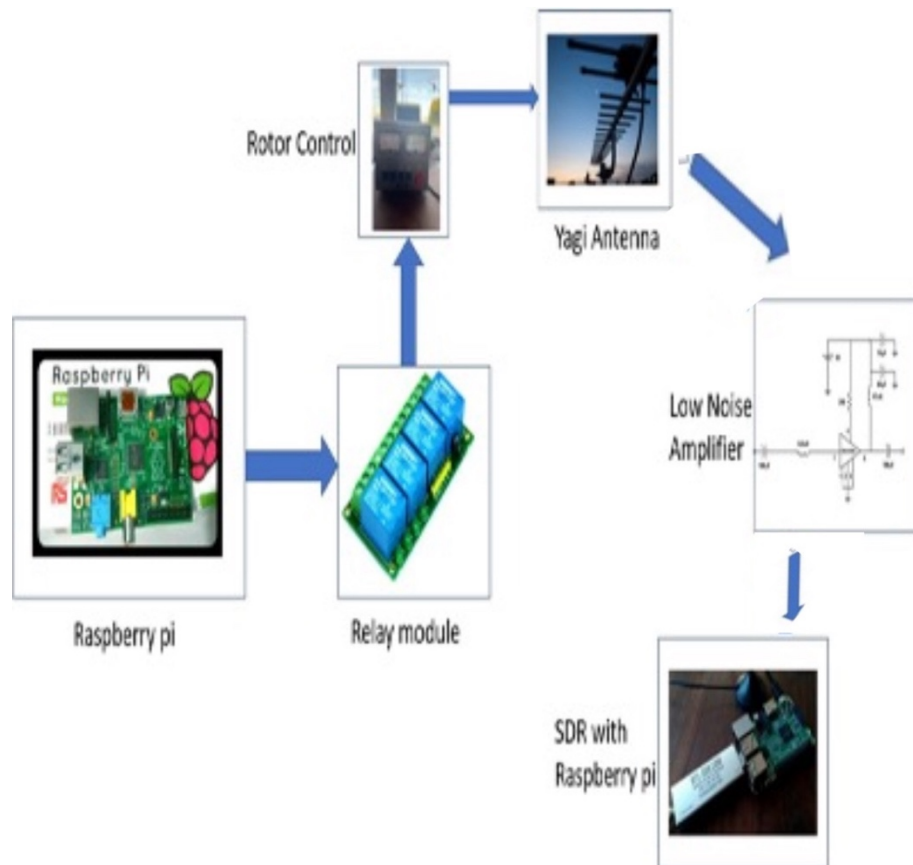 Rotor Control
Yagi Antenna
Raspberry Pi
Low Noise
Amplifier
Raspberry pi
Relay module
SDR with
Raspberry pi